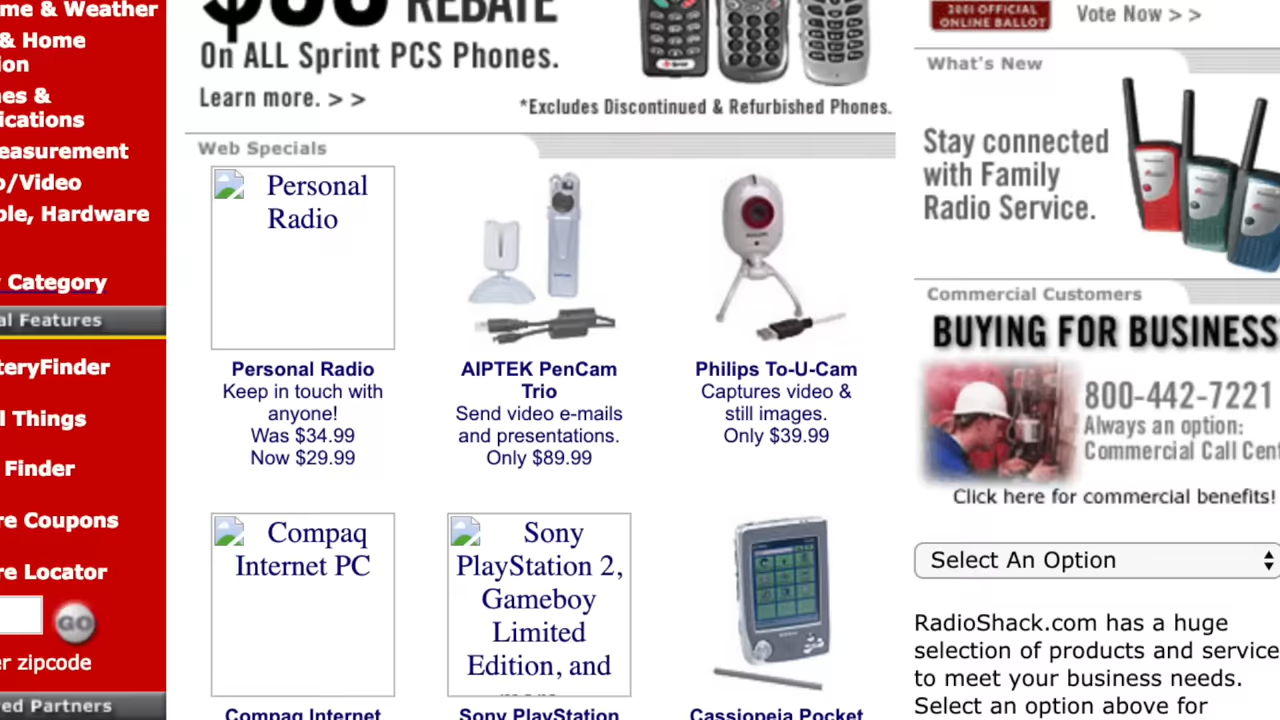 me & Weather
& Home
ion
es &
ications
easurement
o/Video
ble, Hardware
Category
al Features
teryFinder
l Things
Finder
re Coupons
re Locator
GO
er zipcode
ed Partners
REBATE
On ALL Sprint PCS Phones.
Learn more. > >
*Excludes Discontinued & Refurbished Phones.
Web Specials
Personal
Radio
Personal Radio
Keep in touch with
anyone!
Was $34.99
Now $29.99
AIPTEK PenCam
Trio
Send video e-mails
and presentations.
Only $89.99
Philips To-U-Cam
Captures video &
still images.
Only $39.99
Compaq
Internet PC
Compaq Internet
Sony
PlayStation 2,
Gameboy
Limited
Edition, and
Sony PlayStation
Cassiopeia Pocket
2001 OFFICIAL
ONLINE BALLOT
Vote Now > >
What's New
Stay connected
with Family
Radio Service.
Commercial Customers
BUYING FOR BUSINESS
800-442-7221
Always an option:
Commercial Call Cent
Click here for commercial benefits!
Select An Option
RadioShack.com has a huge
selection of products and service
to meet your business needs.
Select an option above for